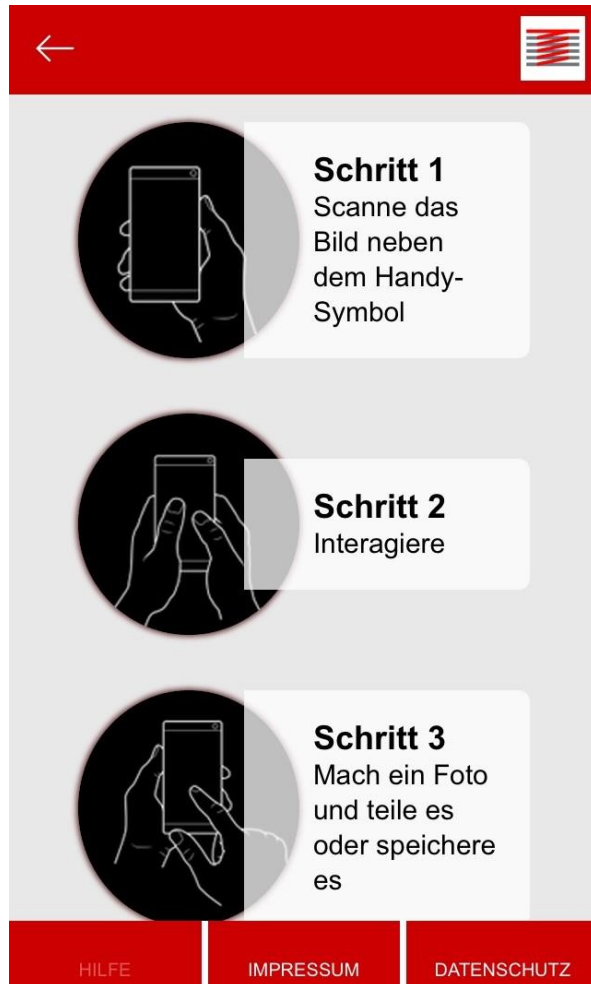 Schritt 1
Scanne das
Bild neben
dem Handy-
Symbol
Schritt 2
Interagiere
Schritt 3
Mach ein Foto
und teile es
oder speichere
es
HILFE
IMPRESSUM
DATENSCHUTZ